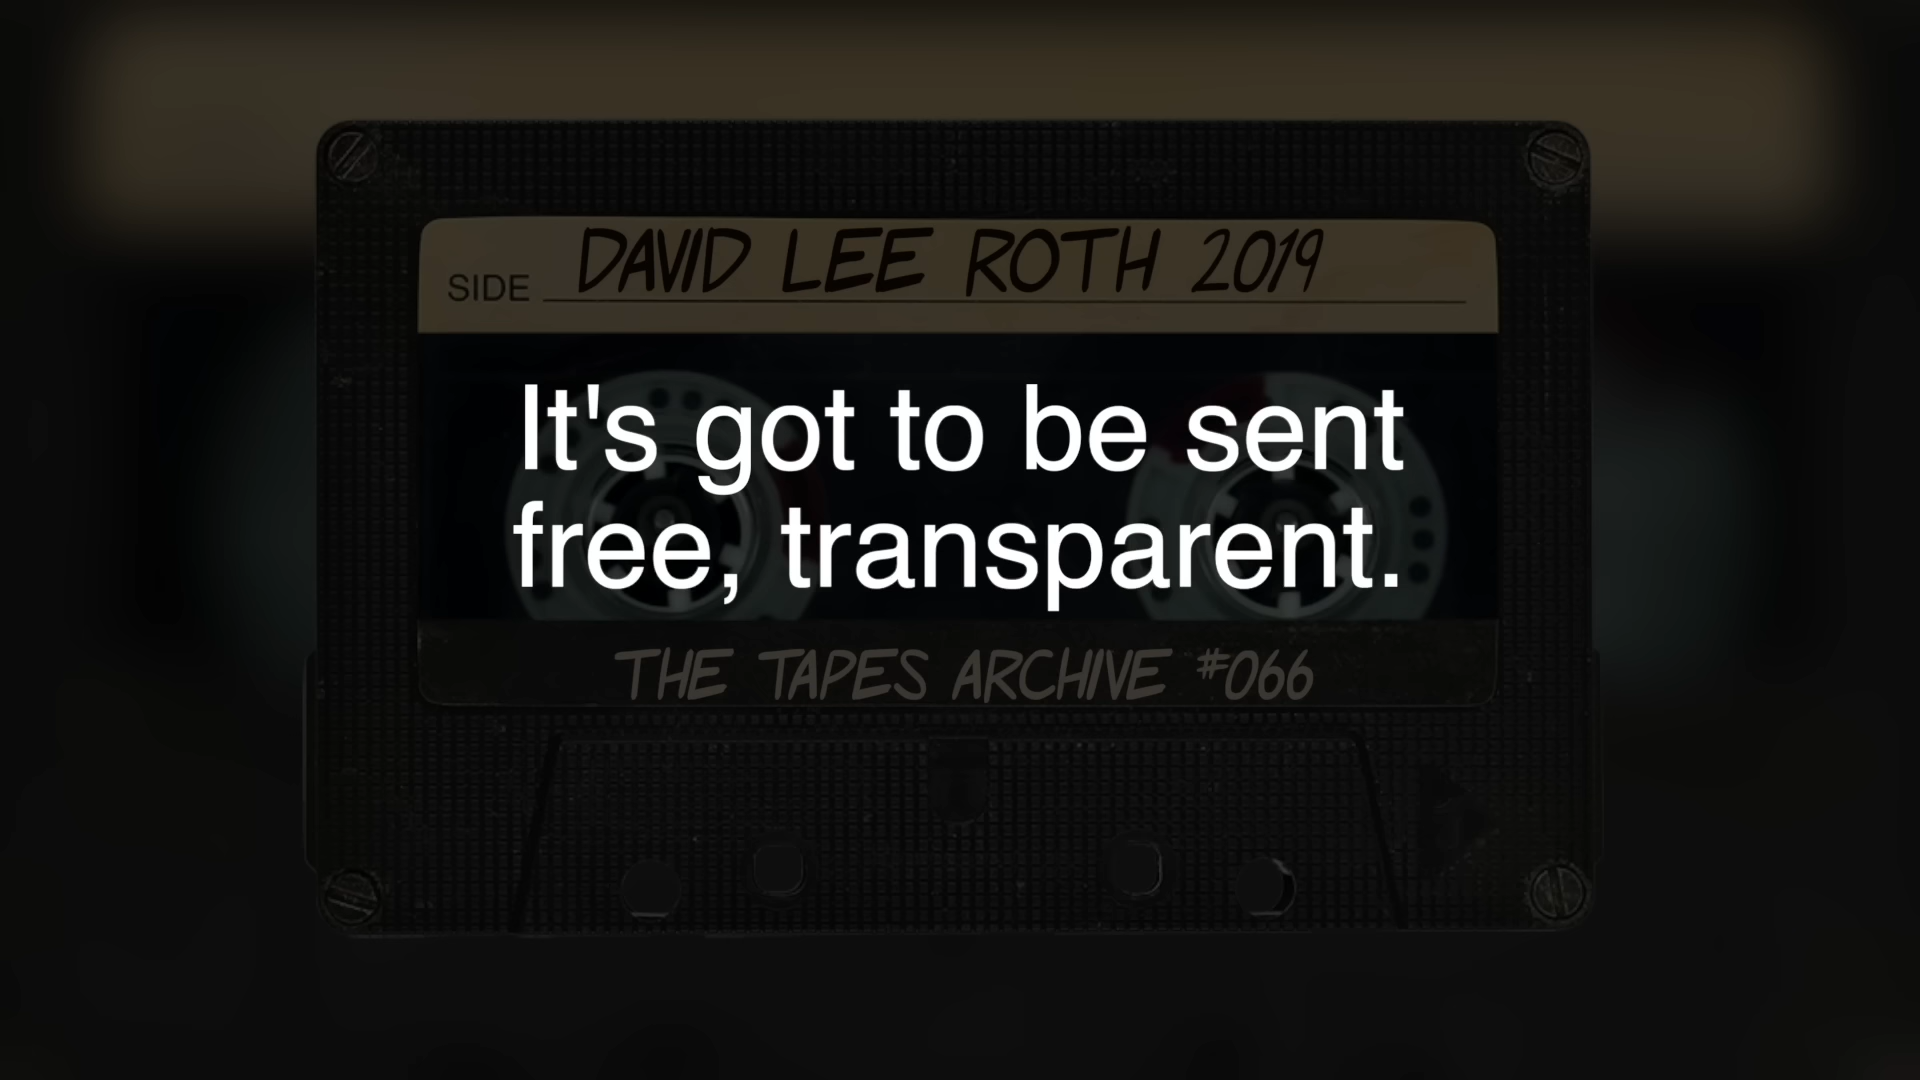 DAVID LEE ROTH 2019
SIDE
It's got to be sent
free, transparent.
THE TAPES ARCHIVE #066